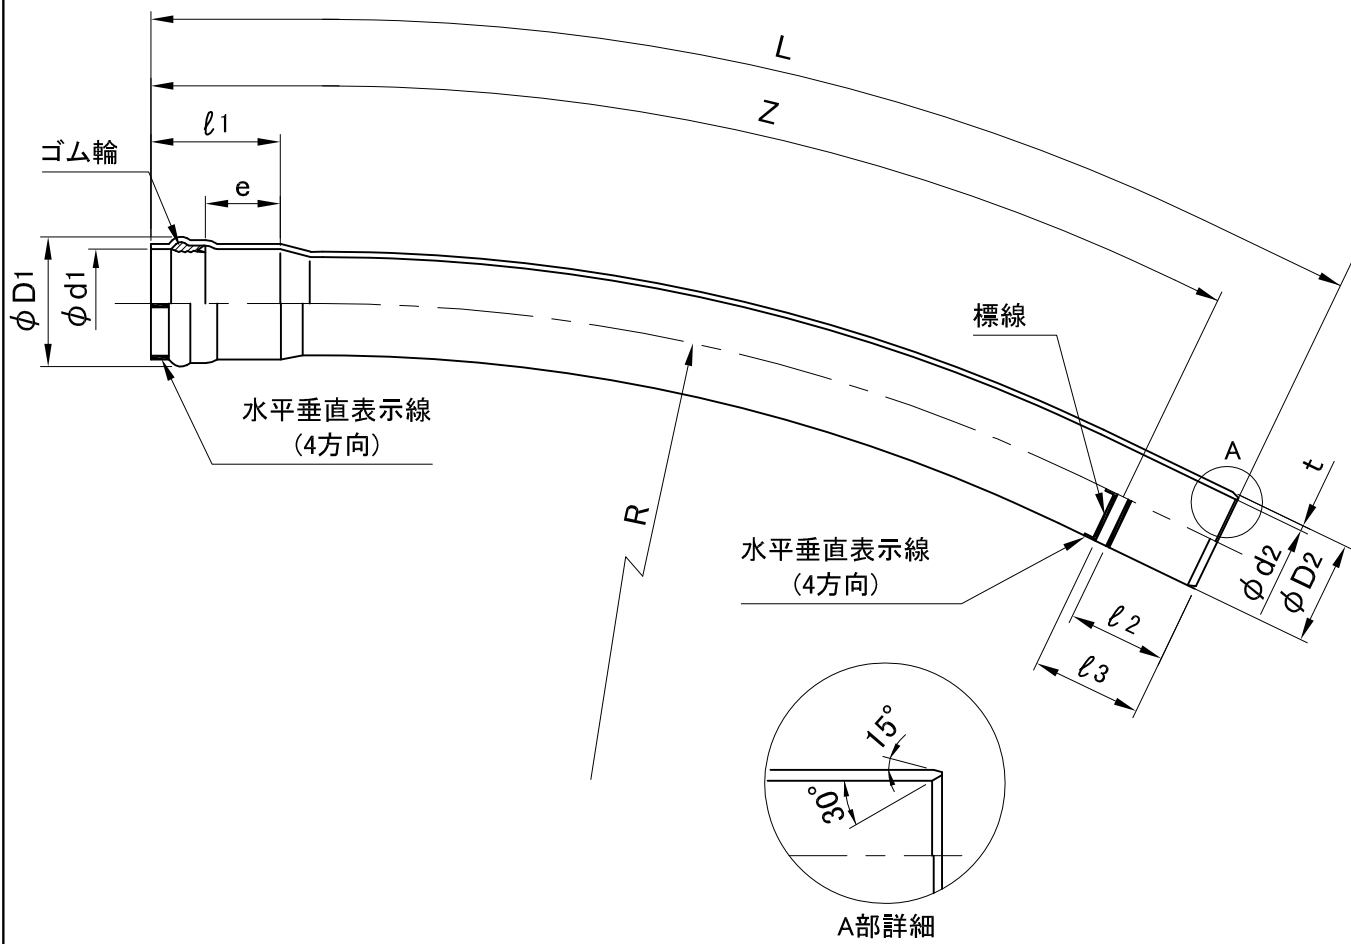 L
Z
ℓ1
ゴム輪
e
φD1
φd1
標線
水平垂直表示線
(4方向)
A
t
R
水平垂直表示線
(4方向)
φd2
φD2
ℓ2
ℓ3
15°
30°
A部詳細